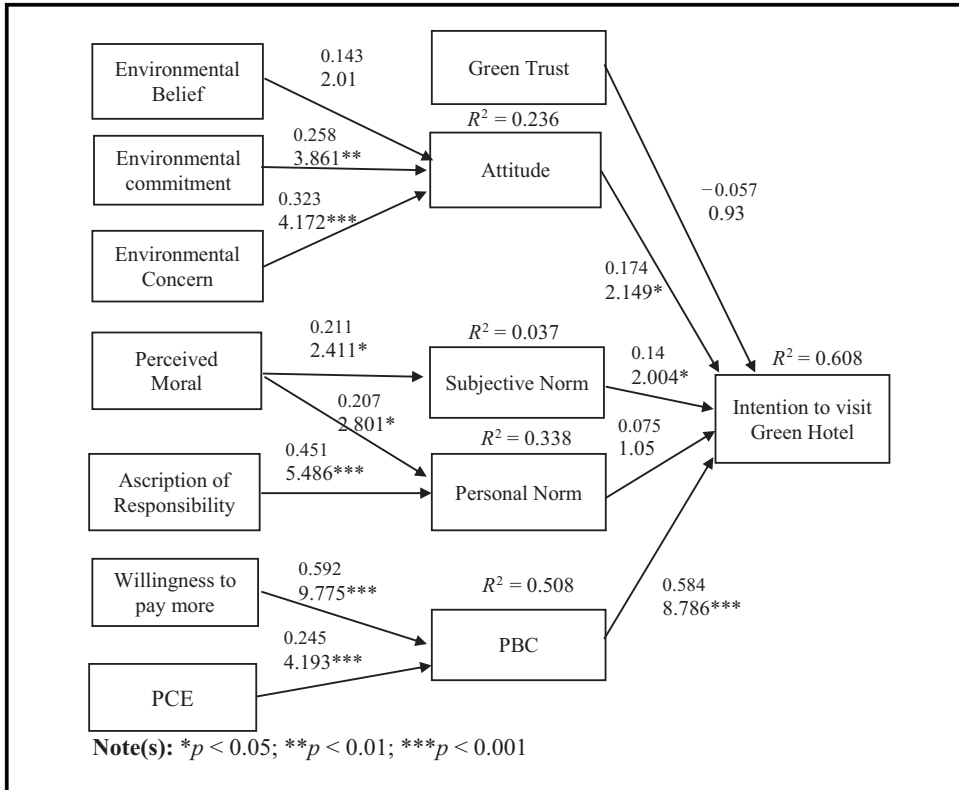 Environmental
Belief
0.143
2.01
Green Trust
R² = 0.236
Environmental
commitment
0.258
3.861**
Attitude
−0.057
0.93
Environmental
Concern
0.323
4.172***
0.174
2.149*
Perceived
Moral
0.211
2.411*
R² = 0.037
Subjective Norm
0.14
2.004*
R² = 0.608
Intention to visit
Green Hotel
0.207
2.801*
R² = 0.338
0.075
1.05
Ascription of
Responsibility
0.451
5.486***
Personal Norm
Willingness to
pay more
0.592
9.775***
R² = 0.508
0.584
8.786***
PBC
0.245
4.193***
PCE
Note(s): *p < 0.05; **p < 0.01; ***p < 0.001